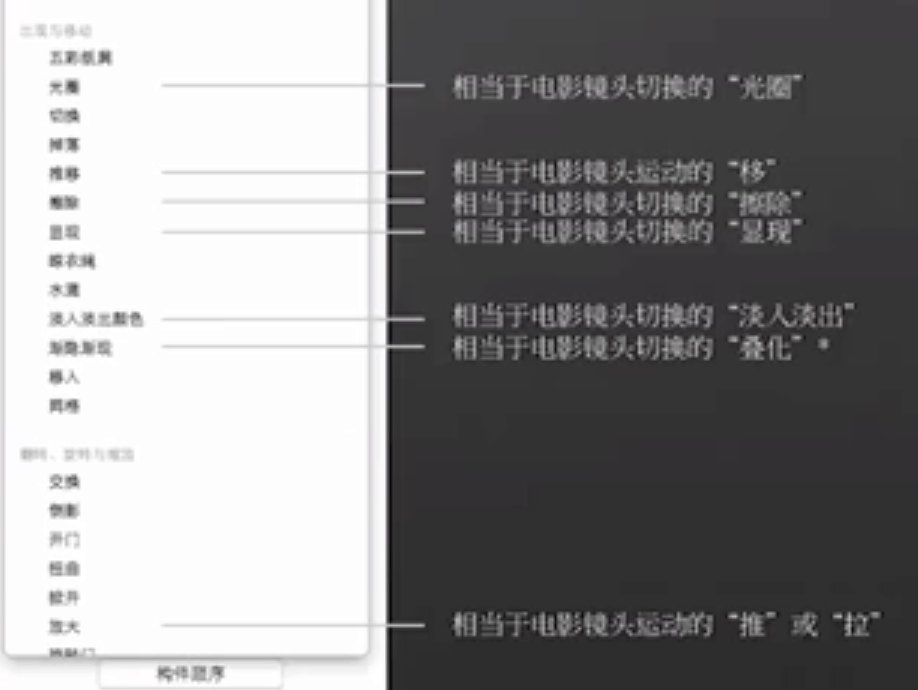 出现与移动
五彩纸屑
光圈
切换
掉落
推移
擦除
显现
晾衣绳
水滴
淡入淡出颜色
渐隐渐现
移入
网格
翻转、旋转与缩放
交换
倒影
开门
扭曲
掀开
放大
构件顺序
相当于电影镜头切换的“光圈”
相当于电影镜头运动的“移”
相当于电影镜头切换的“擦除”
相当于电影镜头切换的“显现”
相当于电影镜头切换的“淡入淡出”
相当于电影镜头切换的“叠化”*
相当于电影镜头运动的“推”或“拉”